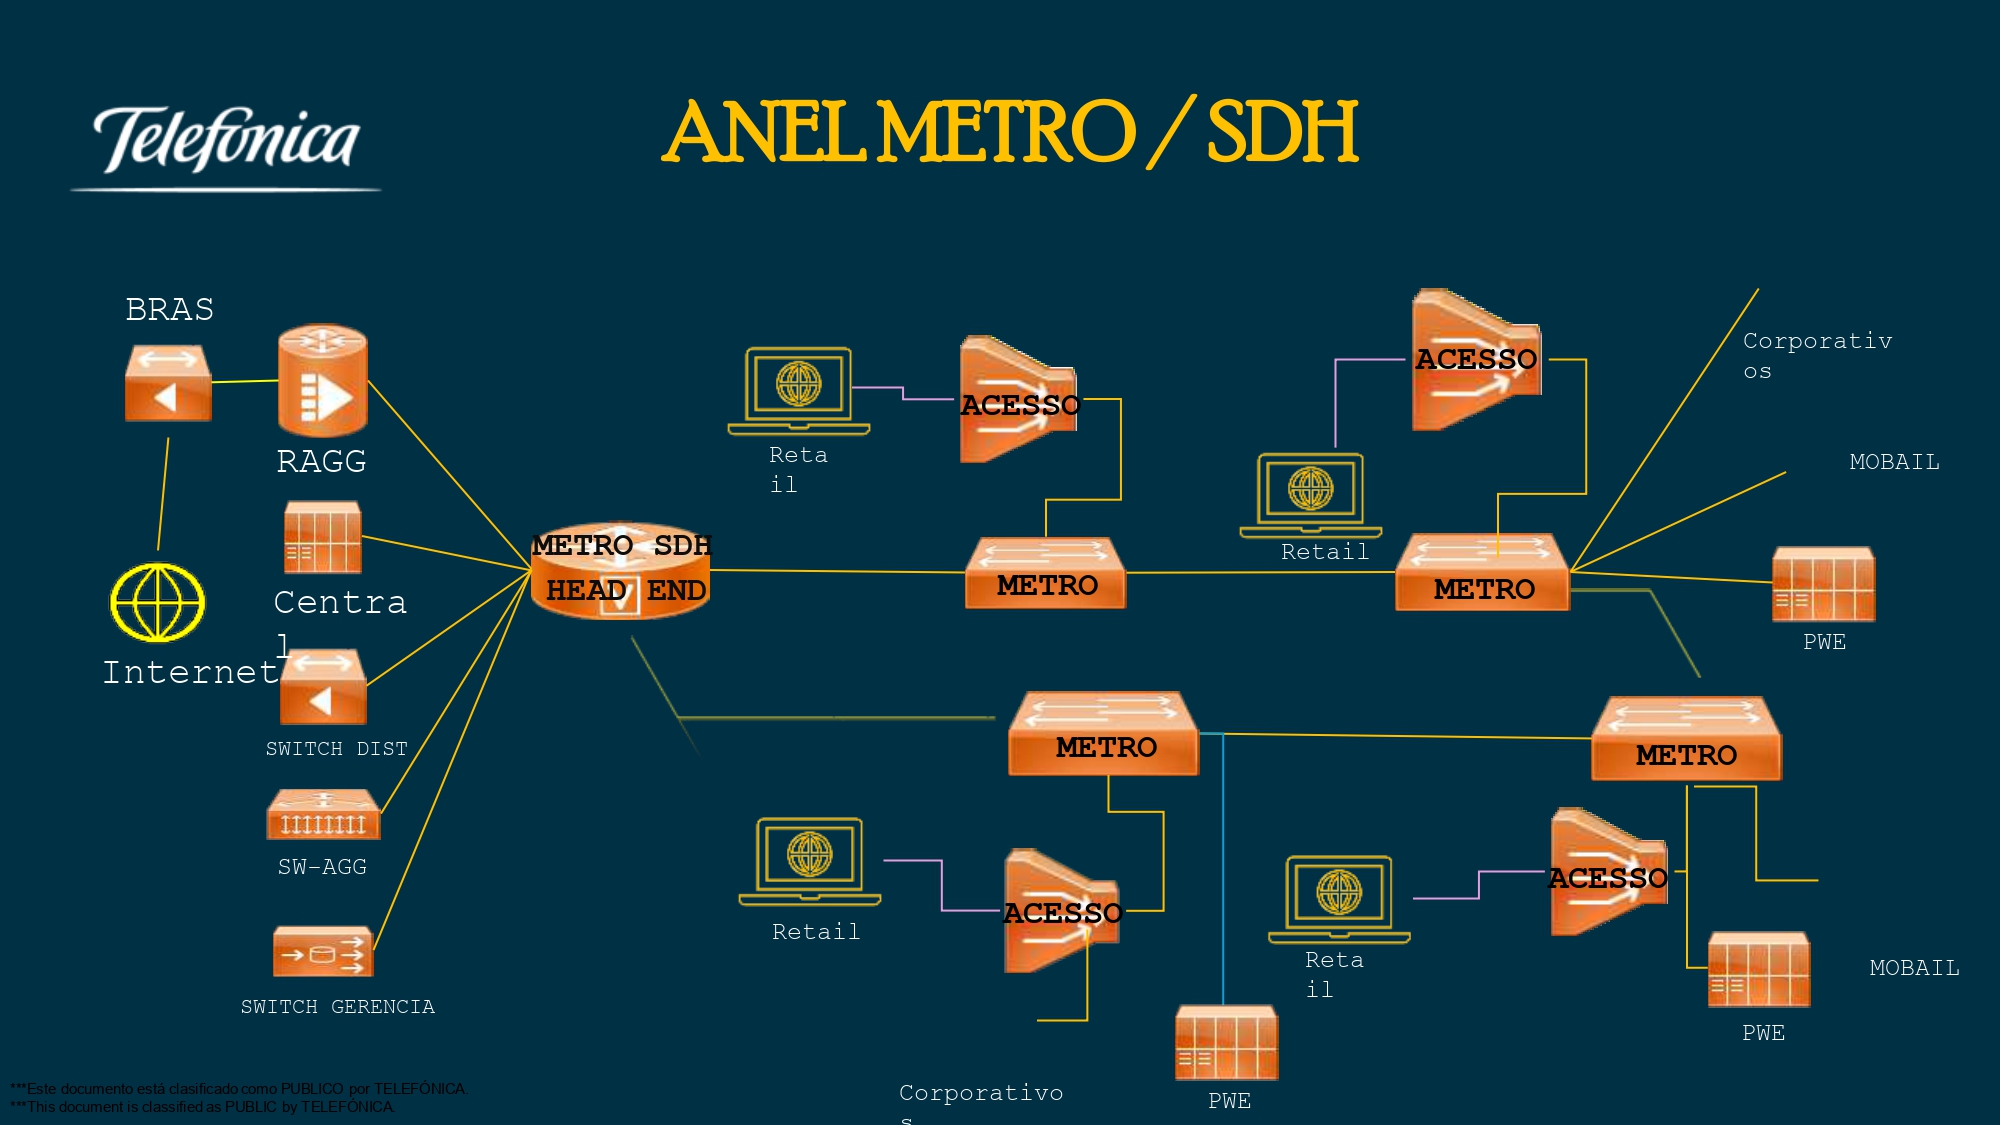 Telefonica
ANEL METRO / SDH
BRAS
RAGG
Centra
l
Internet
SWITCH DIST
SW-AGG
SWITCH GERENCIA
METRO SDH
HEAD END
Reta
il
ACESSO
METRO
ACESSO
Retail
METRO
Corporativ
os
MOBAIL
PWE
METRO
METRO
Retail
ACESSO
Corporativo
s
PWE
Reta
il
ACESSO
PWE
MOBAIL
***Este documento está clasificado como PUBLICO por TELEFÓNICA.
***This document is classified as PUBLIC by TELEFÓNICA.